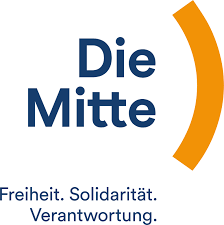 Die
Mitte
Freiheit. Solidarität.
Verantwortung.